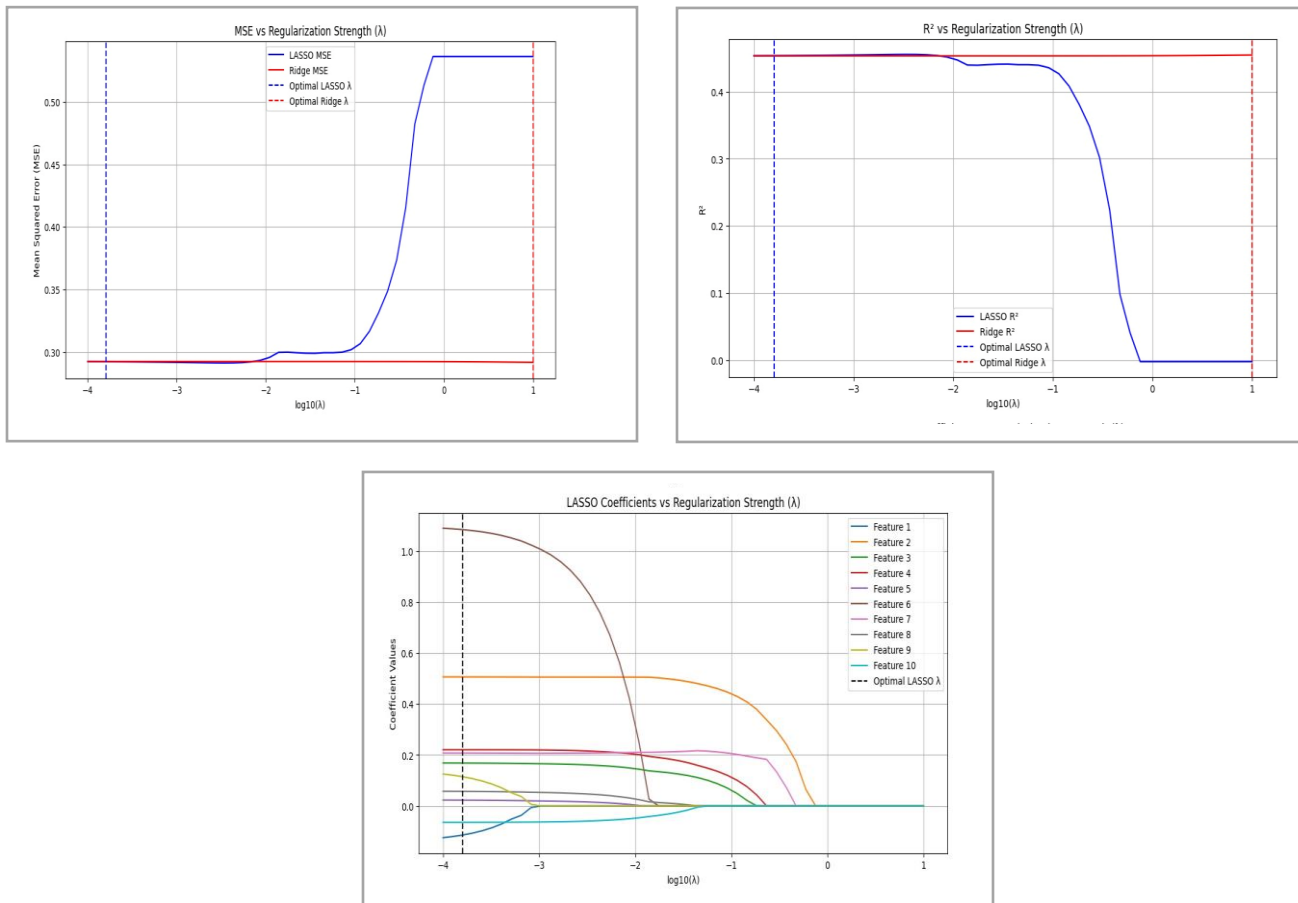 MSE vs Regularization Strength (λ)
LASSO MSE
Ridge MSE
Optimal LASSO λ
Optimal Ridge λ
Mean Squared Error (MSE)
0.50
0.45
0.40
0.35
0.30
−4
−3
−2
−1
0
1
log10(λ)
R² vs Regularization Strength (λ)
R²
0.4
0.3
0.2
0.1
0.0
LASSO R²
Ridge R²
Optimal LASSO λ
Optimal Ridge λ
−4
−3
−2
−1
0
1
log10(λ)
LASSO Coefficients vs Regularization Strength (λ)
Feature 1
Feature 2
Feature 3
Feature 4
Feature 5
Feature 6
Feature 7
Feature 8
Feature 9
Feature 10
Optimal LASSO λ
Coefficient Values
1.0
0.8
0.6
0.4
0.2
0.0
−4
−3
−2
−1
0
1
log10(λ)